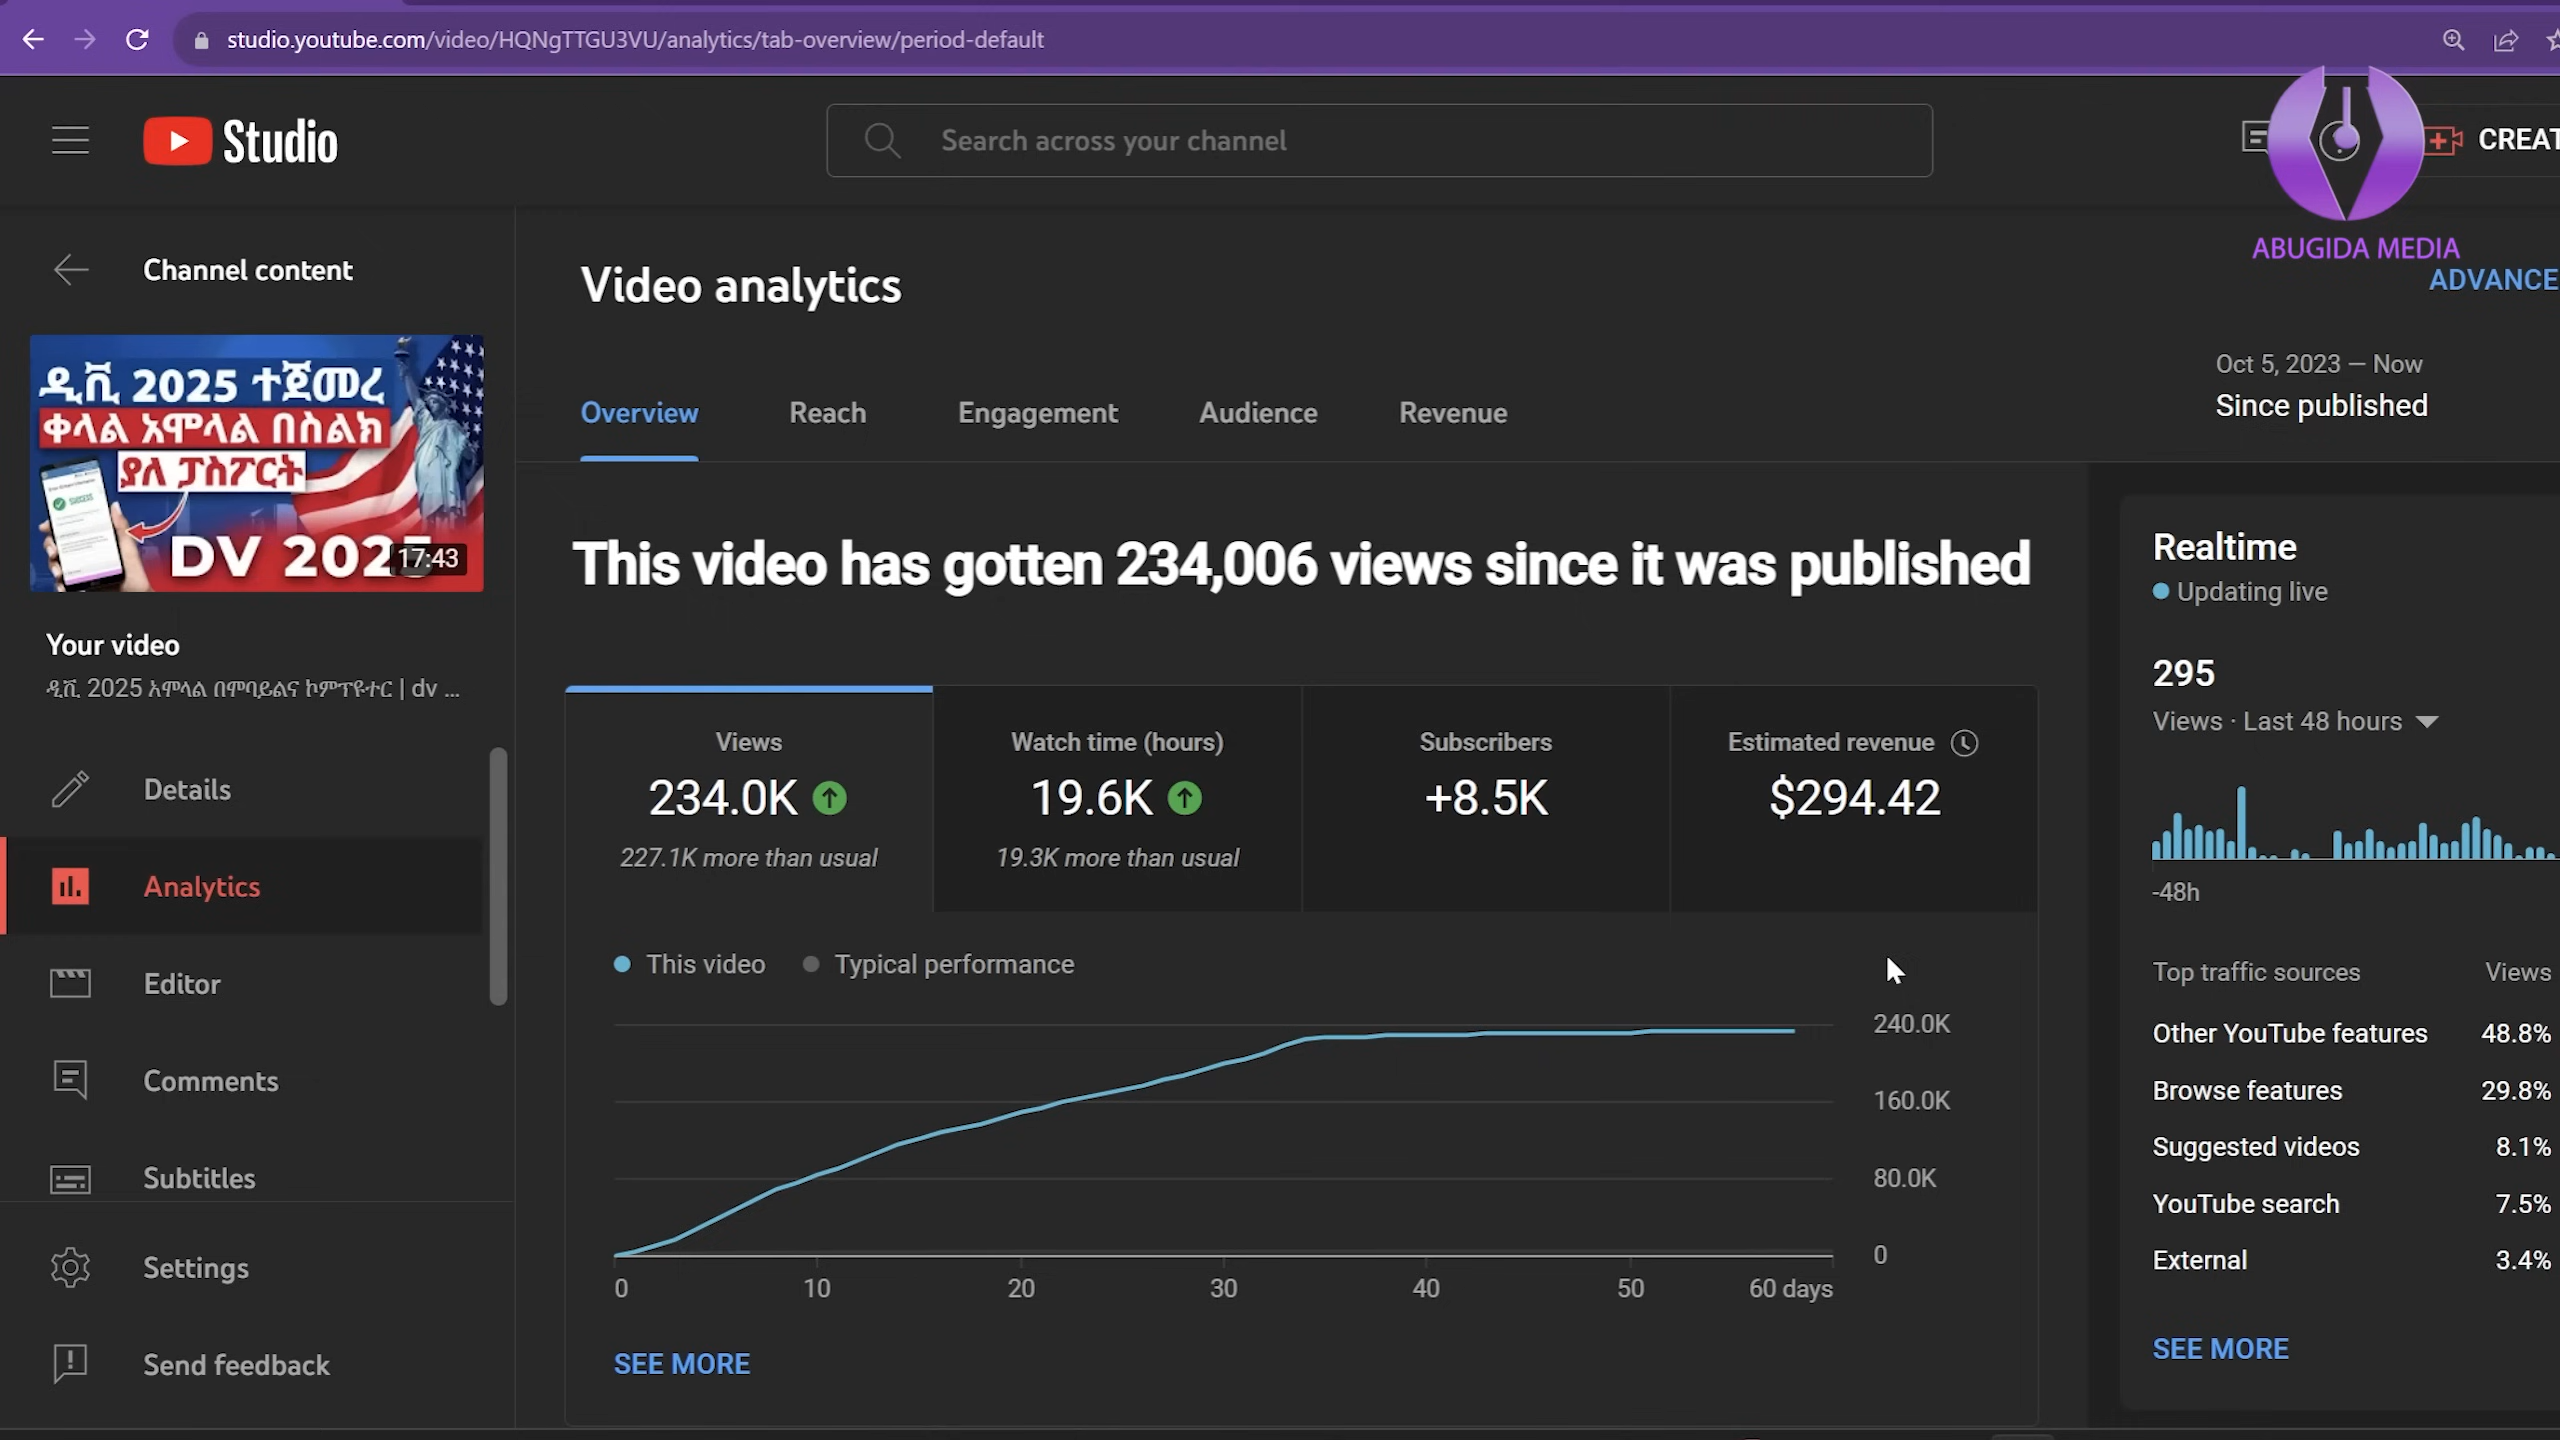 studio.youtube.com/video/HQNgTTGU3VU/analytics/tab-overview/period-default
Studio
Search across your channel
ABUGIDA MEDIA
Channel content
ዲቪ 2025 ተጀመረ
ቀላል አሞላል በስልክ
ያለ ፓስፖርት
SUCCESS
DV 2025
17:43
Your video
ዲቪ 2025 አሞላል በሞባይልና ኮምፒዩተር | dv ...
Details
Analytics
Editor
Comments
Subtitles
Settings
Send feedback
Video analytics
Oct 5, 2023 – Now
Since published
Overview
Reach
Engagement
Audience
Revenue
This video has gotten 234,006 views since it was published
Views
234.0K
227.1K more than usual
Watch time (hours)
19.6K
19.3K more than usual
Subscribers
+8.5K
Estimated revenue
$294.42
This video
Typical performance
240.0K
160.0K
80.0K
0
0 10 20 30 40 50 60 days
SEE MORE
Realtime
Updating live
295
Views · Last 48 hours
-48h
Top traffic sources Views
Other YouTube features 48.8%
Browse features 29.8%
Suggested videos 8.1%
YouTube search 7.5%
External 3.4%
SEE MORE